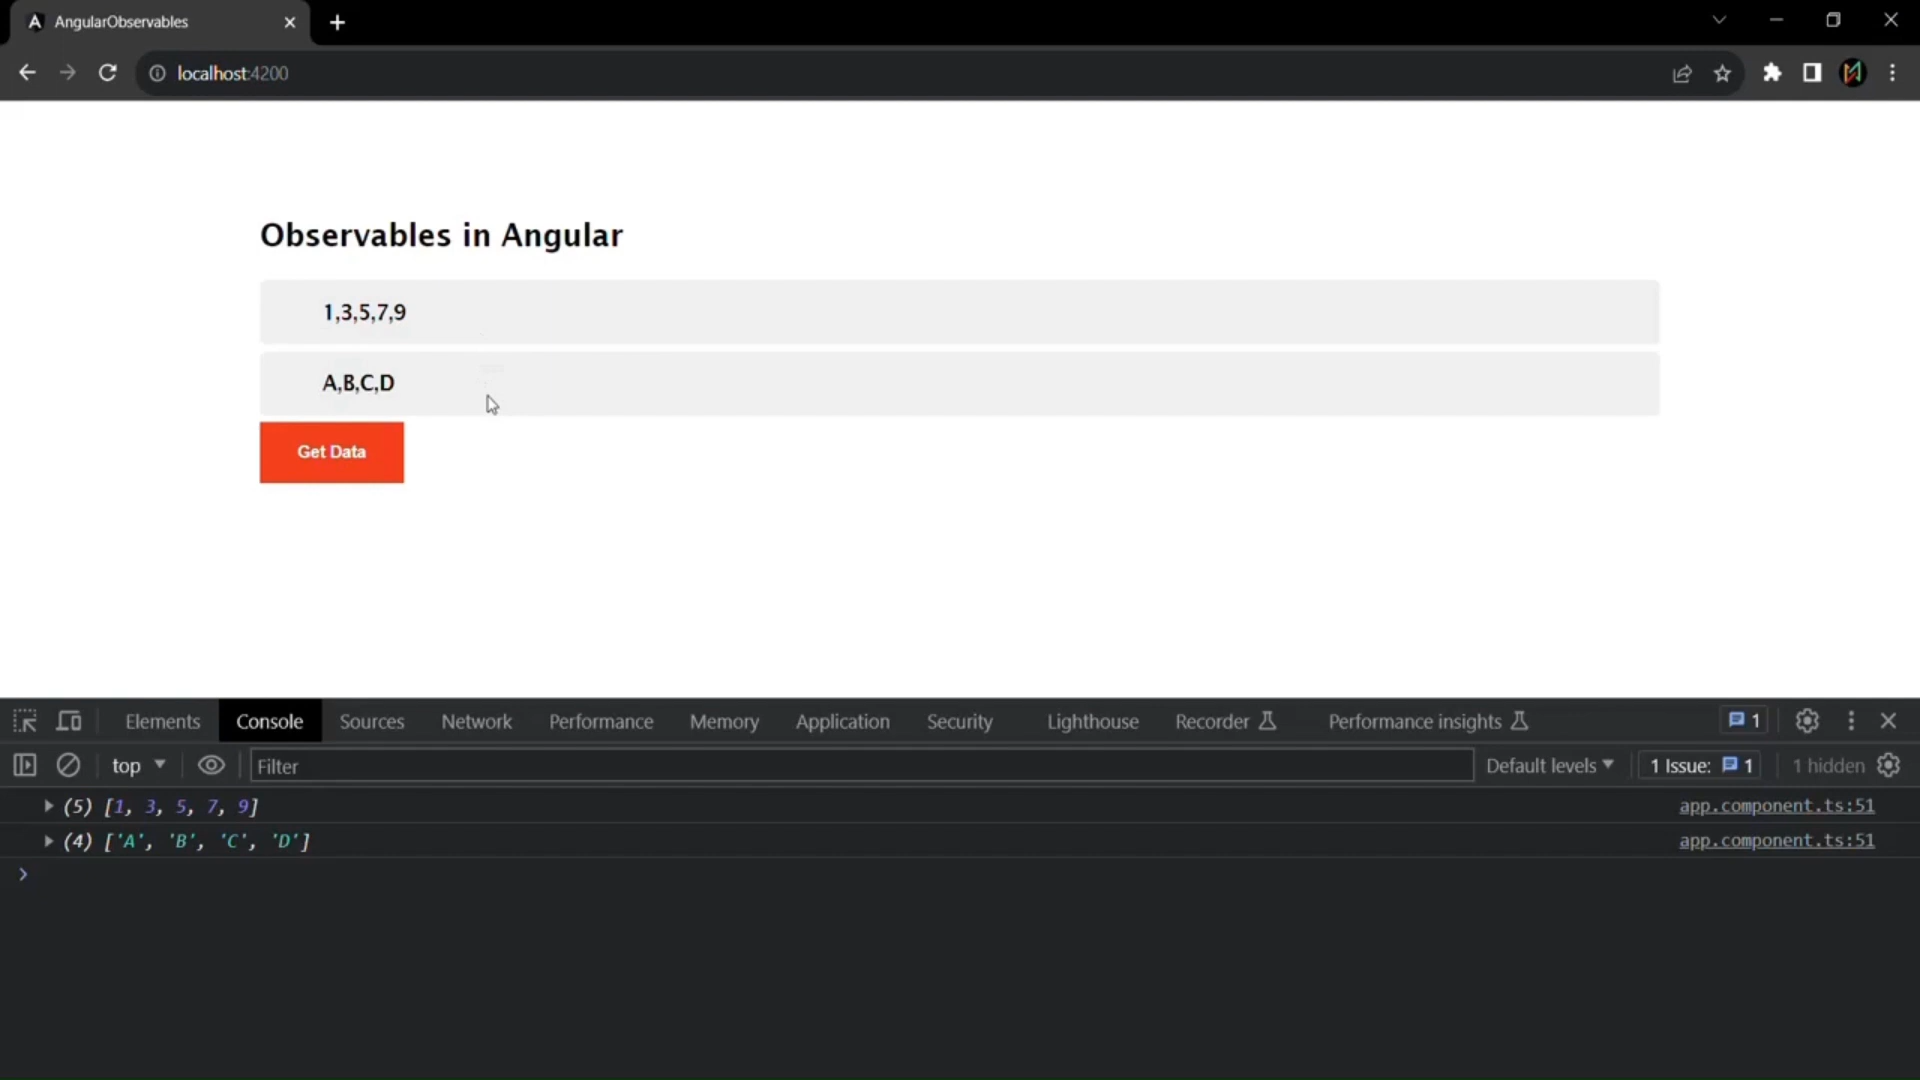 AngularObservables
localhost:4200
Observables in Angular
1,3,5,7,9
A,B,C,D
Get Data
Elements Console Sources Network Performance Memory Application Security Lighthouse Recorder Performance insights 1
top Filter Default levels 1 Issue: 1 1 hidden
(5) [1, 3, 5, 7, 9] app.component.ts:51
(4) ['A', 'B', 'C', 'D'] app.component.ts:51